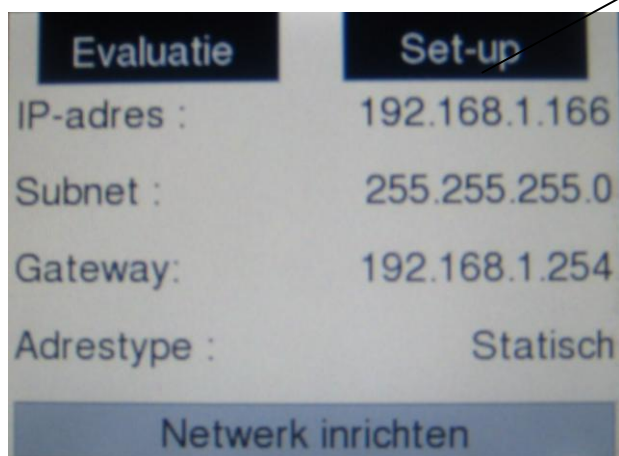 Evaluatie Set-up
IP-adres : 192.168.1.166
Subnet : 255.255.255.0
Gateway: 192.168.1.254
Adrestype : Statisch
Netwerk inrichten